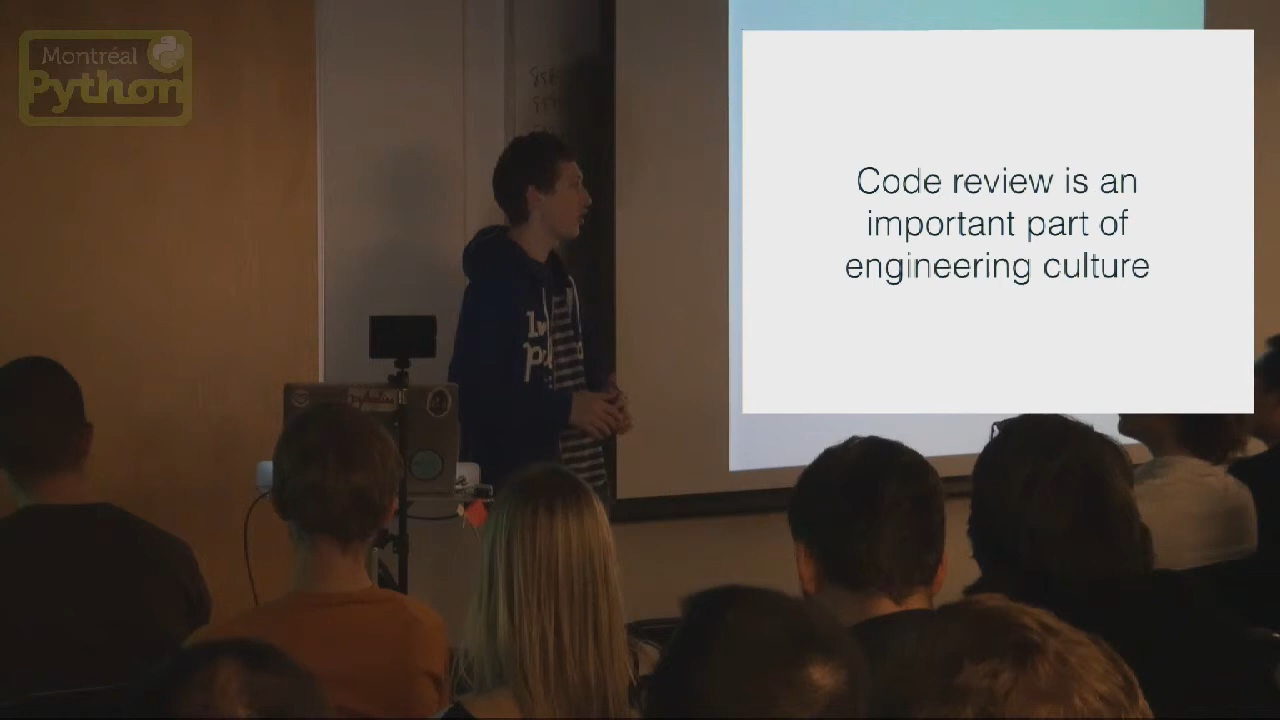 Montréal
Python
Code review is an
important part of
engineering culture